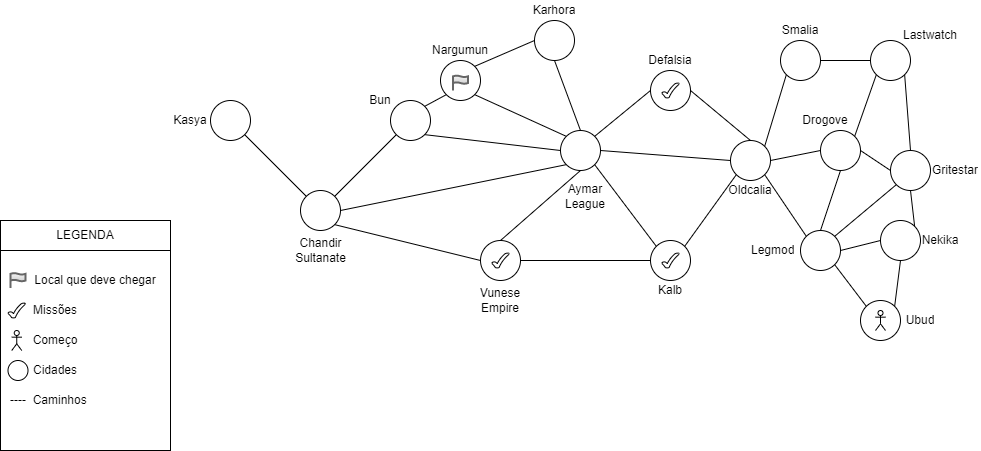 Karhora
Nargumun
Defalsia
Smalia
Lastwatch
Bun
Kasya
Drogove
Gritestar
Aymar
League
Oldcalia
Chandir
Sultanate
Legmod
Nekika
Vunese
Empire
Kalb
Ubud
LEGENDA
Local que deve chegar
Missões
Começo
Cidades
---- Caminhos